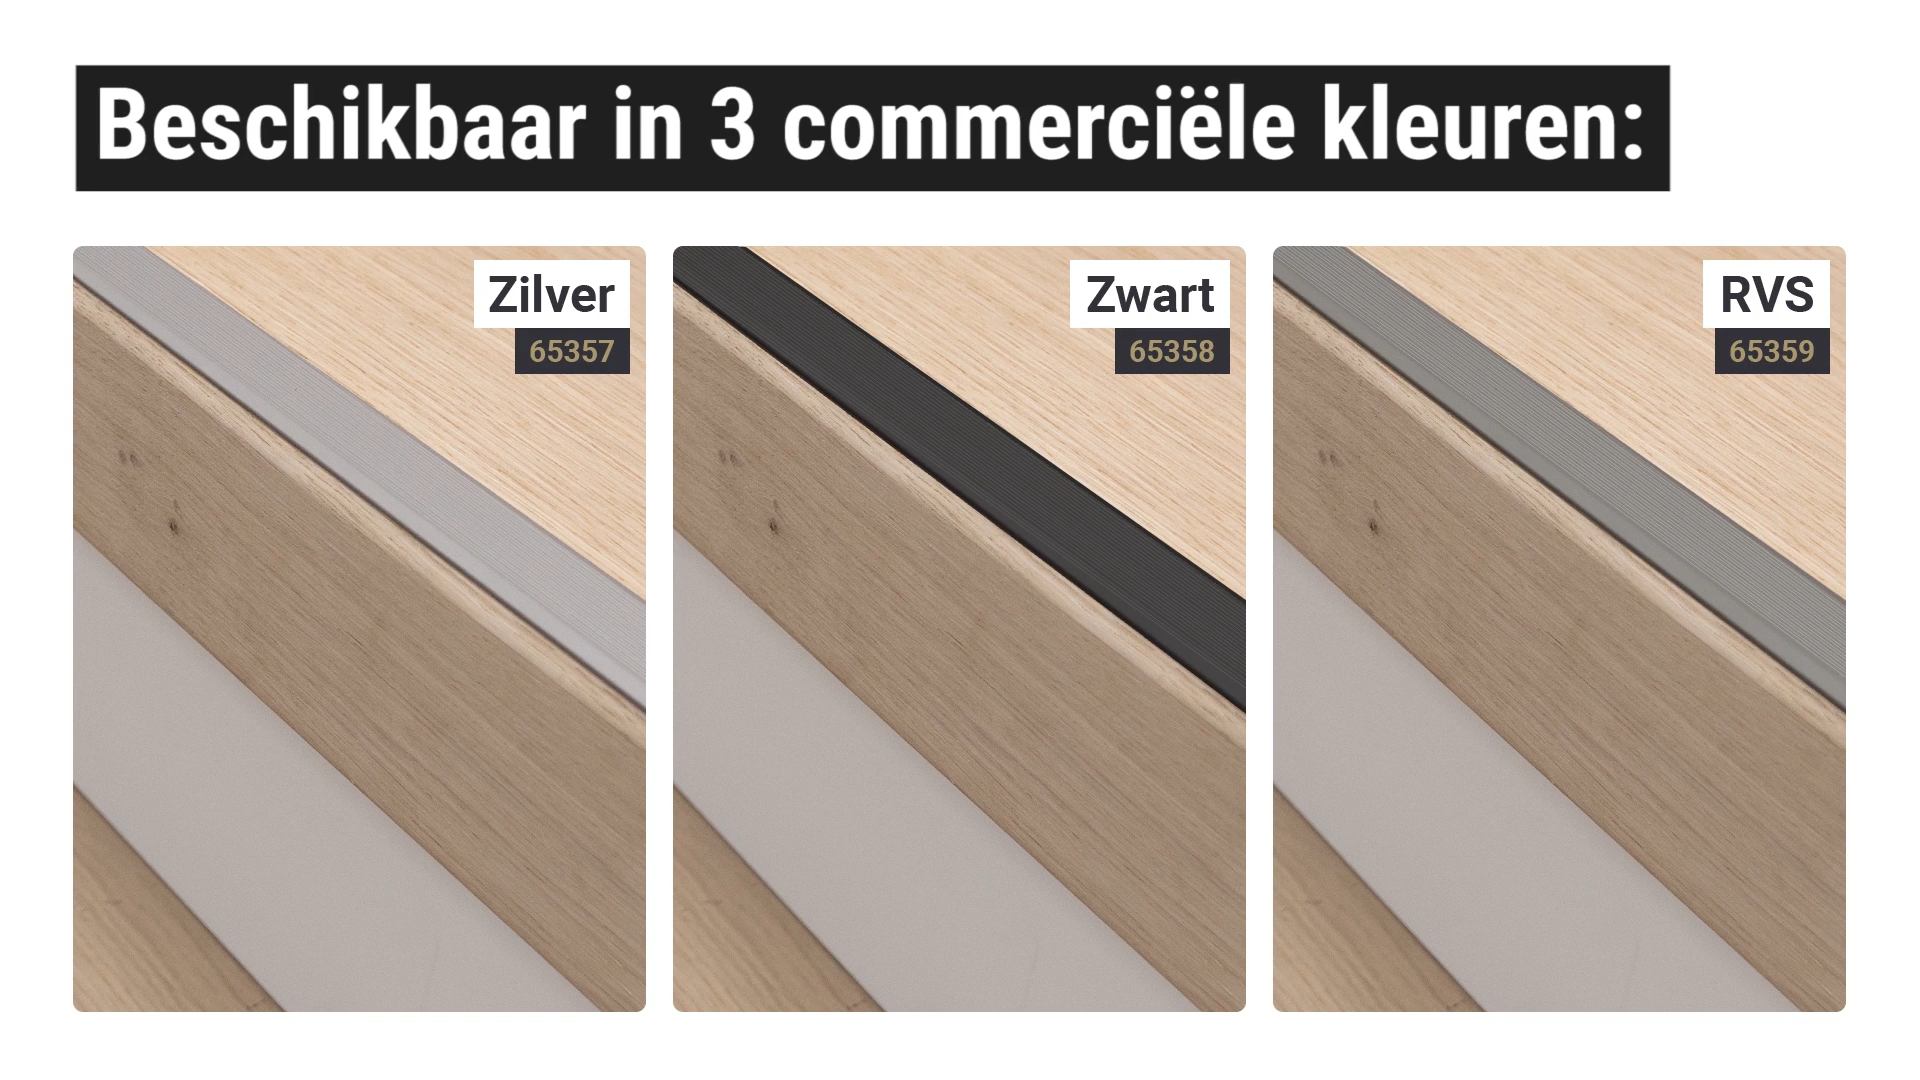 Beschikbaar in 3 commerciële kleuren:
Zilver
65357
Zwart
65358
RVS
65359